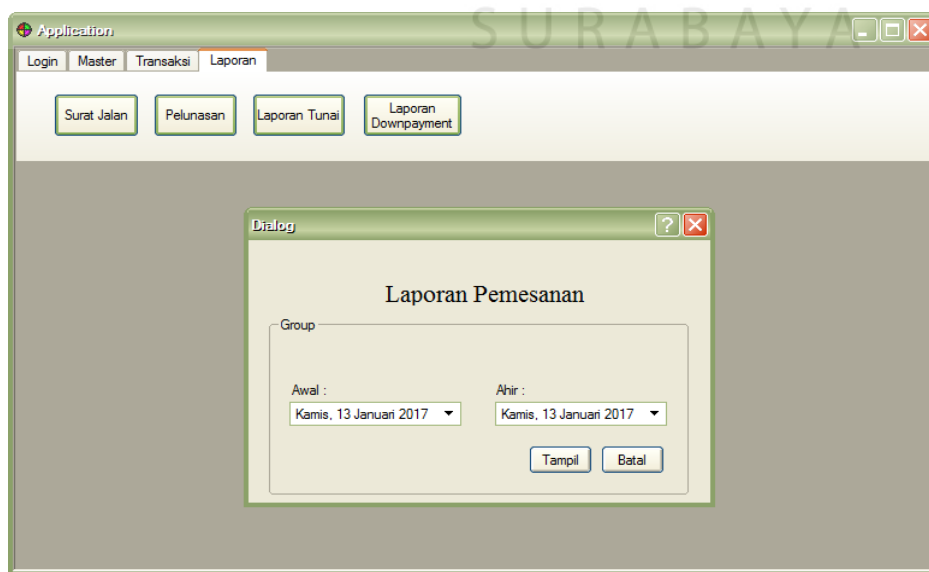 SURABAYA
Application
Login Master Transaksi Laporan
Surat Jalan Pelunasan Laporan Tunai Laporan
Downpayment
Dialog
?
Laporan Pemesanan
Group
Awal : Ahir :
Kamis, 13 Januari 2017 Kamis, 13 Januari 2017
Tampil Batal